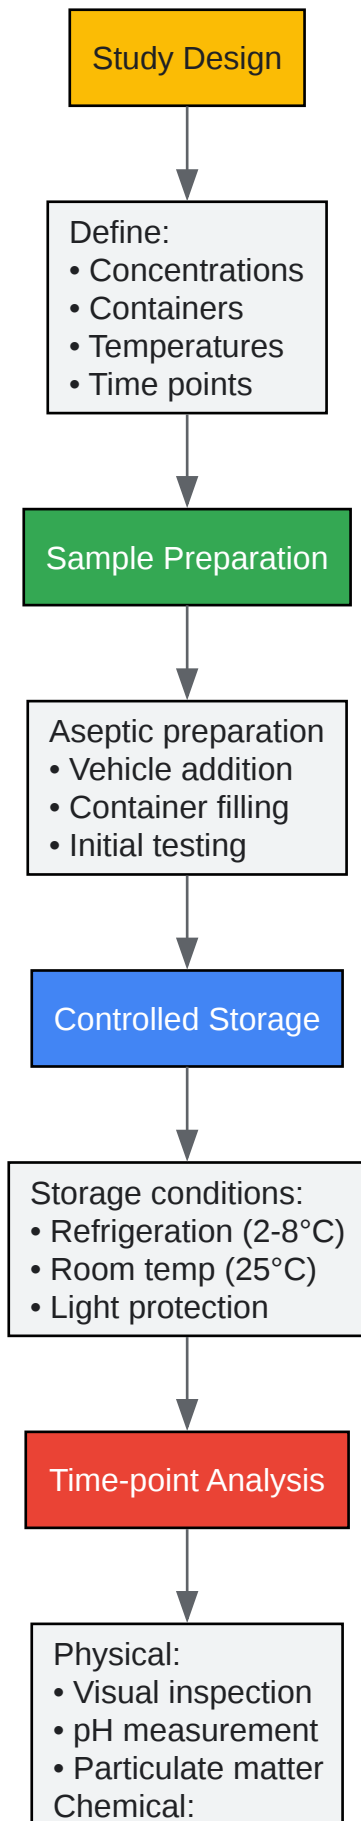 Study Design
Define:
• Concentrations
• Containers
• Temperatures
• Time points
Sample Preparation
Aseptic preparation
• Vehicle addition
• Container filling
• Initial testing
Controlled Storage
Storage conditions:
• Refrigeration (2-8°C)
• Room temp (25°C)
• Light protection
Time-point Analysis
Physical:
• Visual inspection
• pH measurement
• Particulate matter
Chemical: